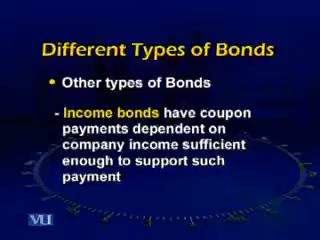 Different Types of Bonds
• Other types of Bonds
- Income bonds have coupon
payments dependent on
company income sufficient
enough to support such
payment
VU